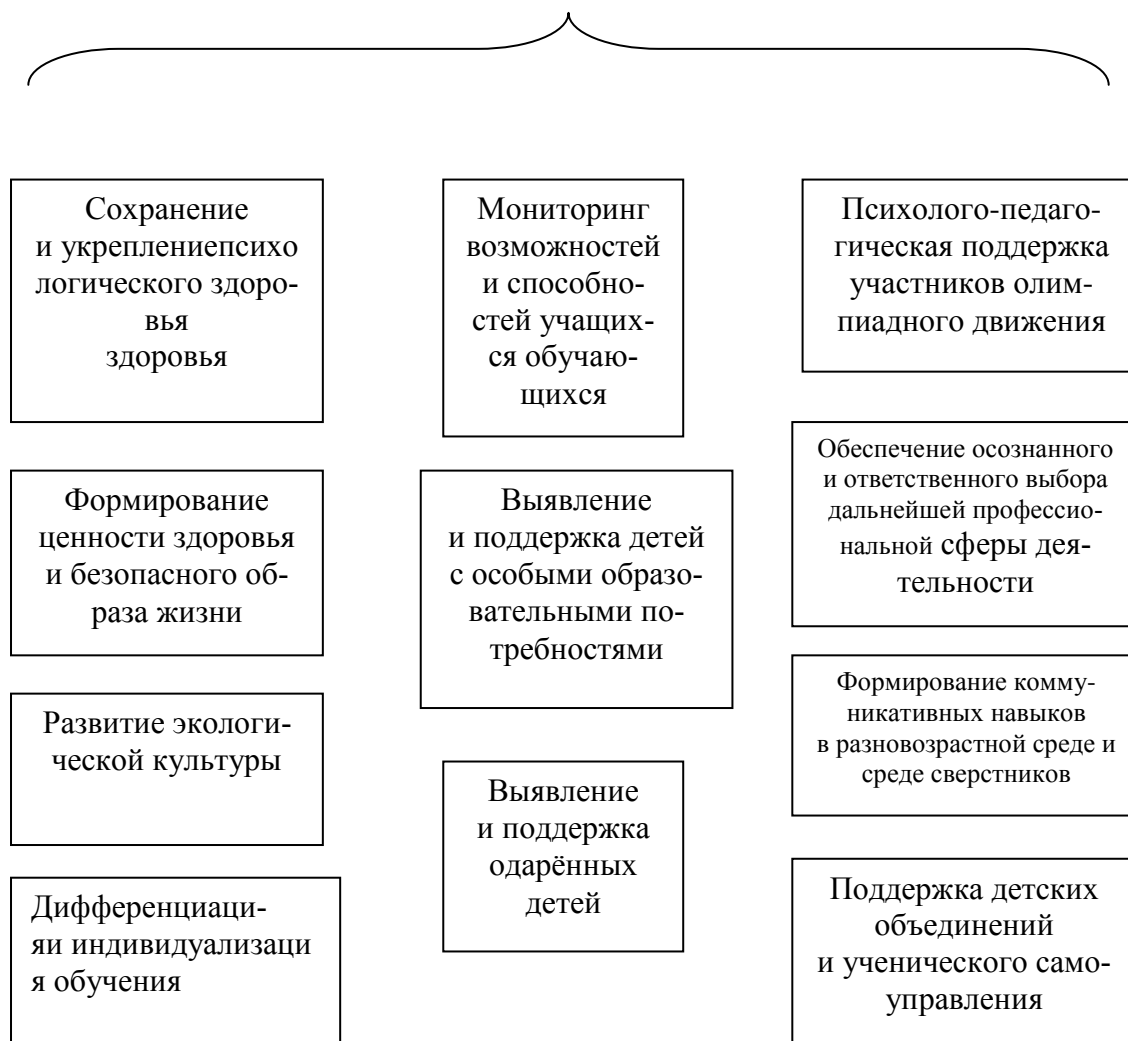 Сохранение
и укреплениепсихо
логического здоро-
вья
здоровья
Мониторинг
возможностей
и способно-
стей учащих-
ся обучаю-
щихся
Психолого-педаго-
гическая поддержка
участников олим-
пиадного движения
Формирование
ценности здоровья
и безопасного об-
раза жизни
Выявление
и поддержка детей
с особыми образо-
вательными по-
требностями
Обеспечение осознанного
и ответственного выбора
дальнейшей профессио-
нальной сферы дея-
тельности
Развитие экологи-
ческой культуры
Выявление
и поддержка
одарённых
детей
Формирование комму-
никативных навыков
в разновозрастной среде и
среде сверстников
Дифференциаци-
яи индивидуализаци
я обучения
Поддержка детских
объединений
и ученического само-
управления